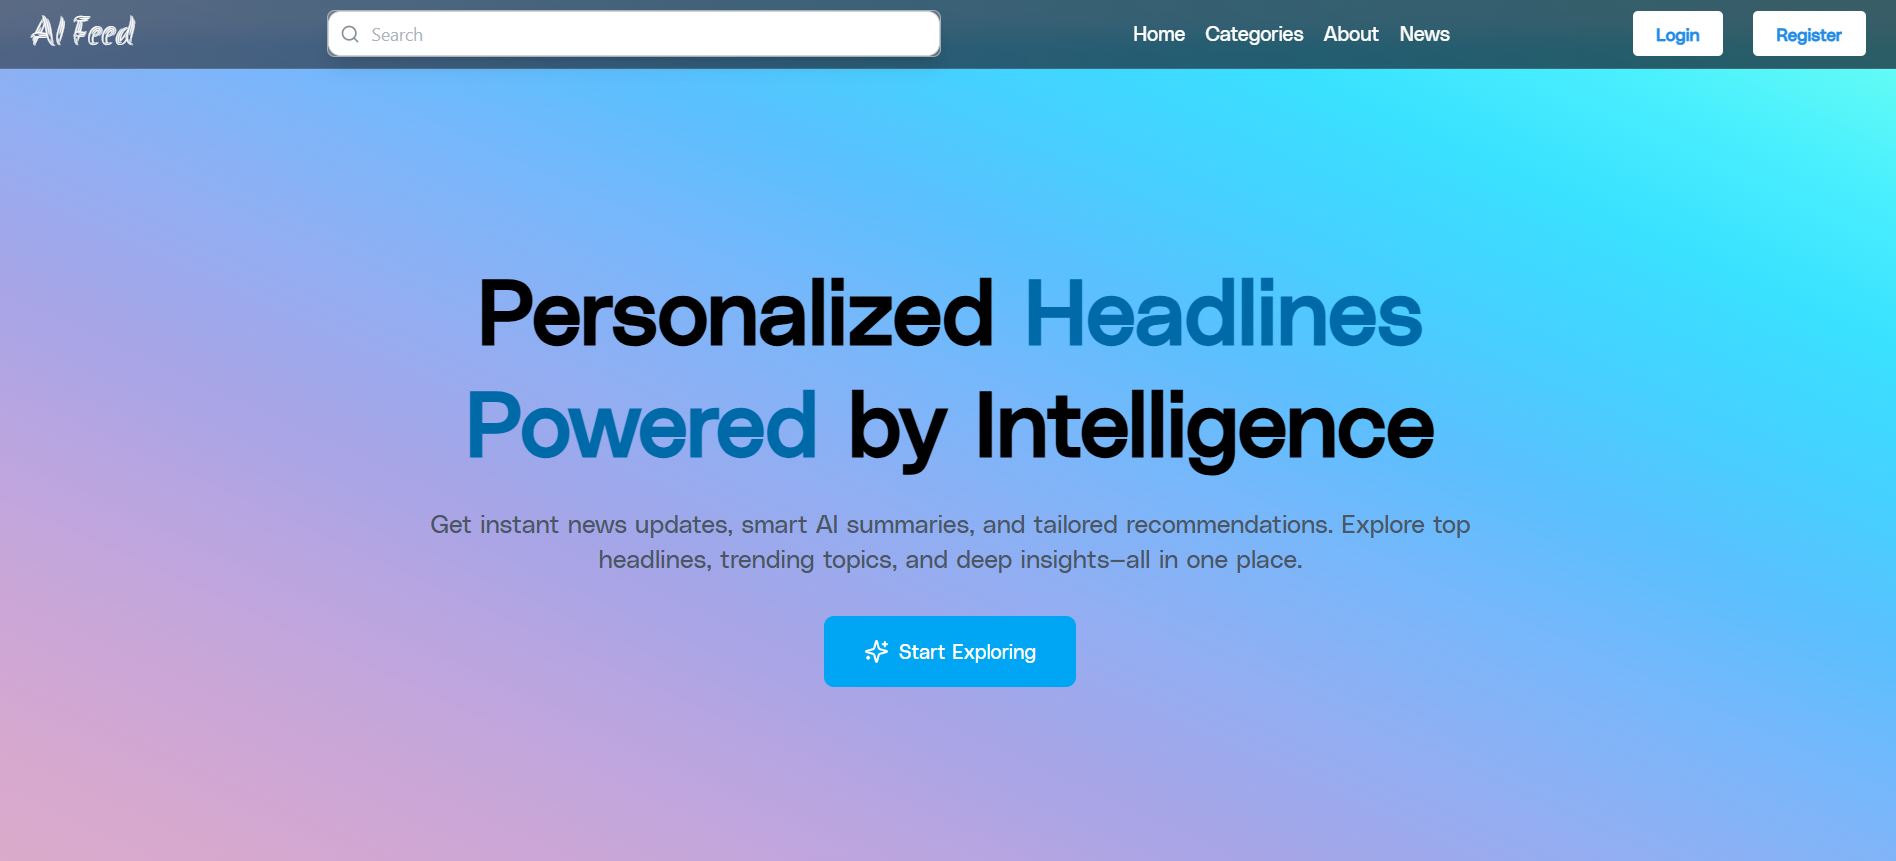 AI Feed
Search
Home Categories About News
Login Register
Personalized Headlines
Powered by Intelligence
Get instant news updates, smart AI summaries, and tailored recommendations. Explore top
headlines, trending topics, and deep insights—all in one place.
Start Exploring